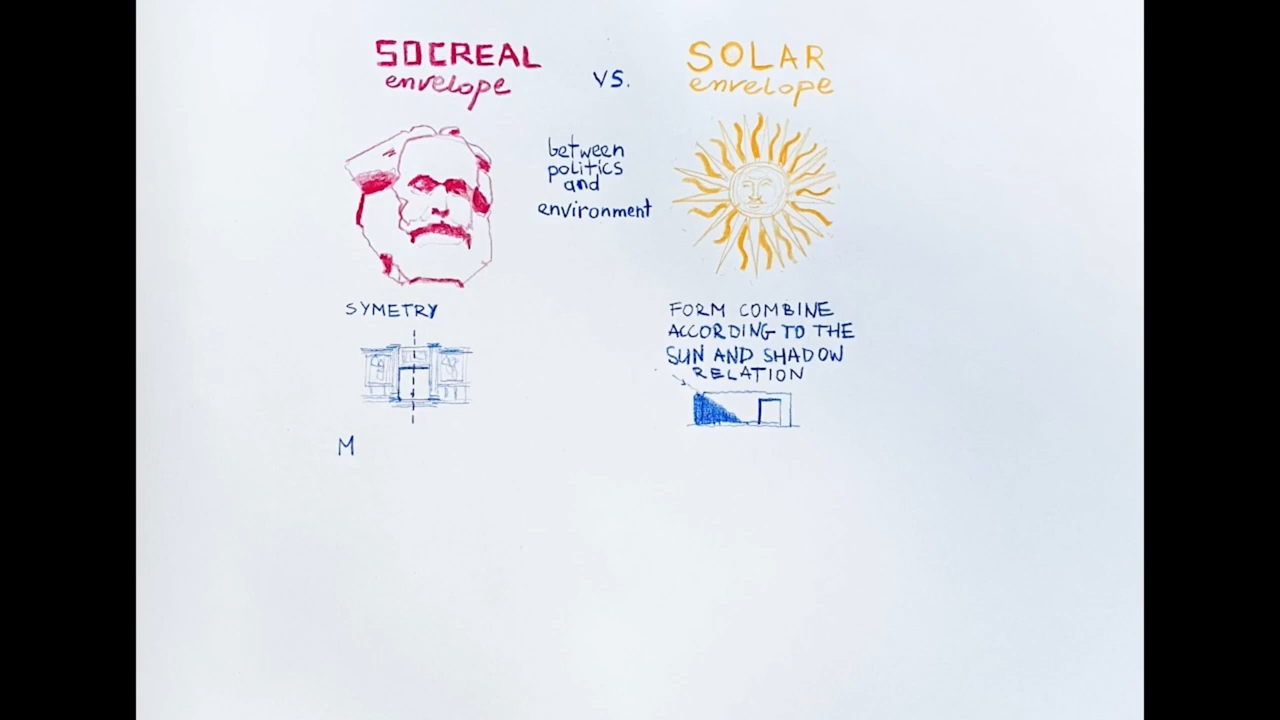 SOCREAL
envelope
VS.
SOLAR
envelope
between
politics
and
environment
SYMETRY
FORM COMBINE
ACCORDING TO THE
SUN AND SHADOW
RELATION
M